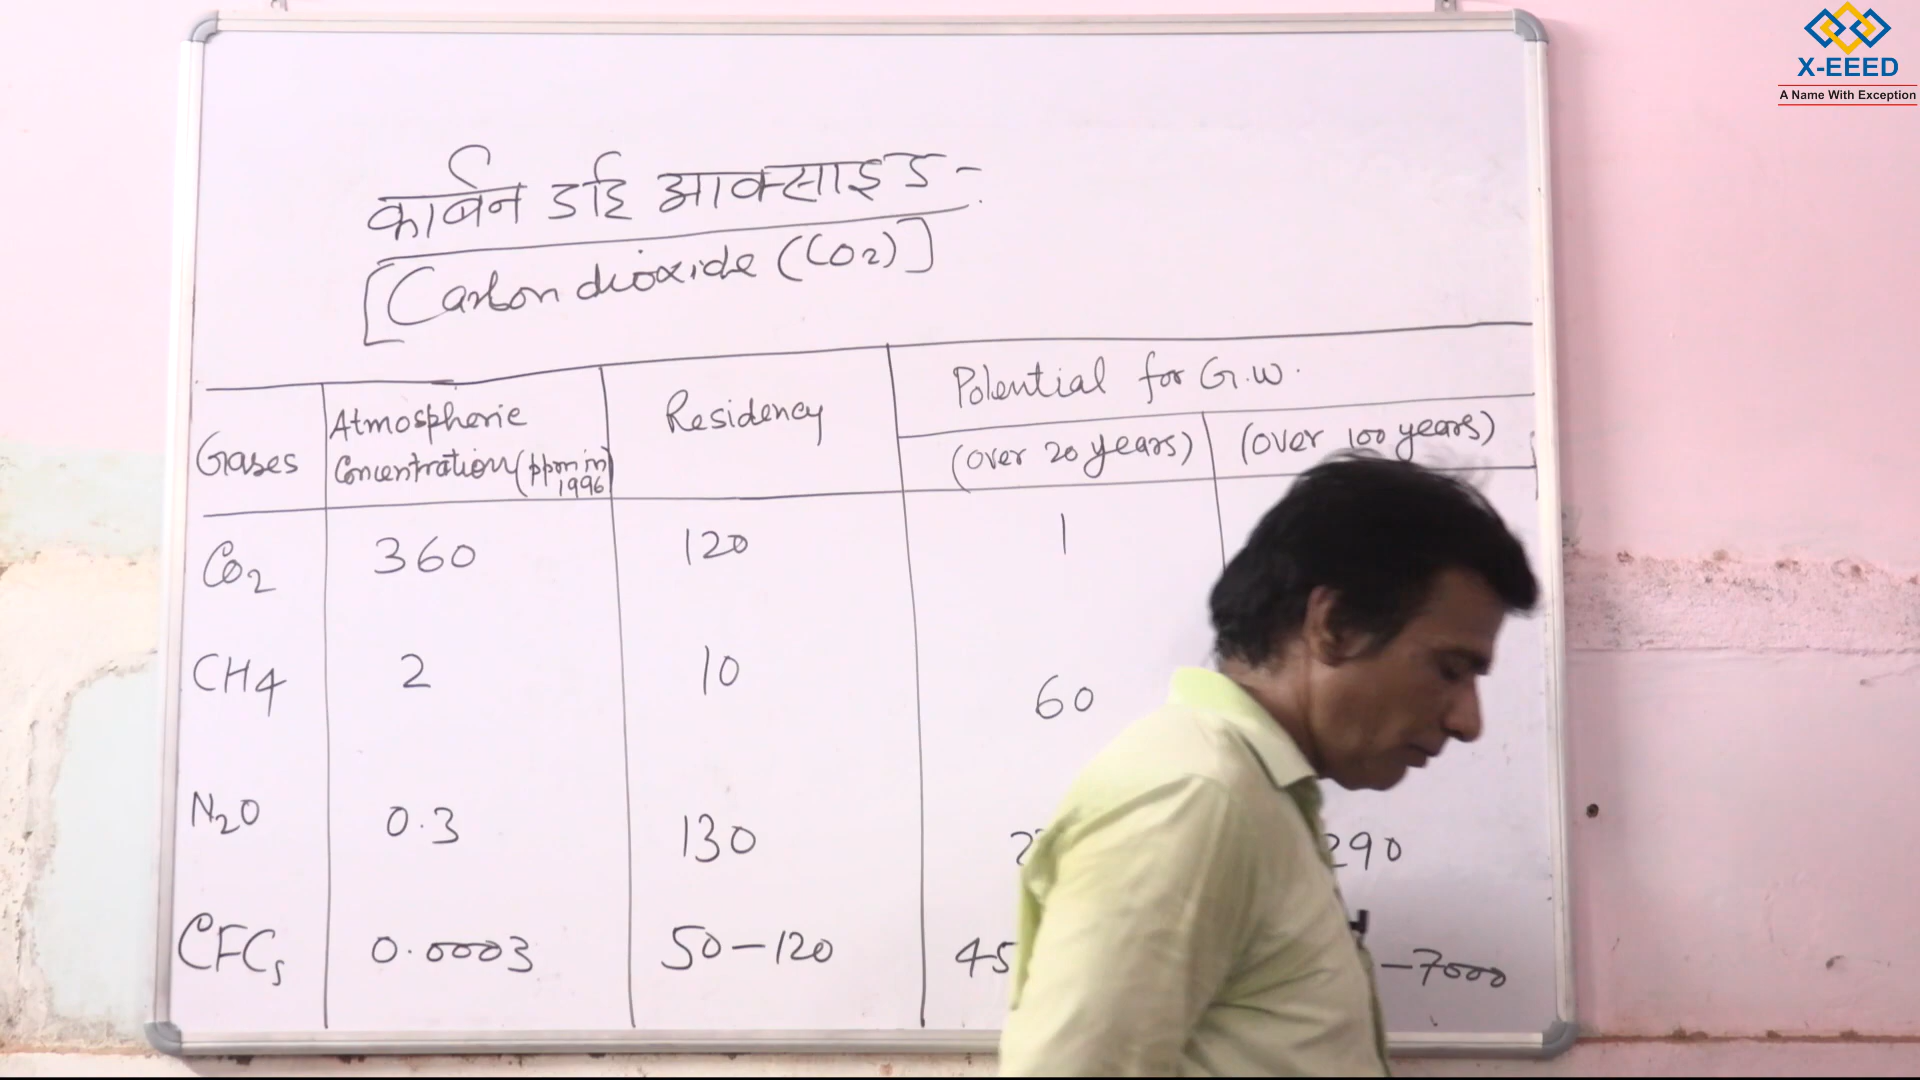 X-EEED
A Name With Exception
कार्बन डाई आक्साइड -
[Carbondioxide (CO2)]
Gases
Atmospheric
Concentration (ppm in
1996)
Residency
Potential for G.W.
(over 20 years)
(over 100 years)
CO2 360 120 1
CH4 2 10 60
N2O 0.3 130 290
CFCs 0.0003 50-120 -7000